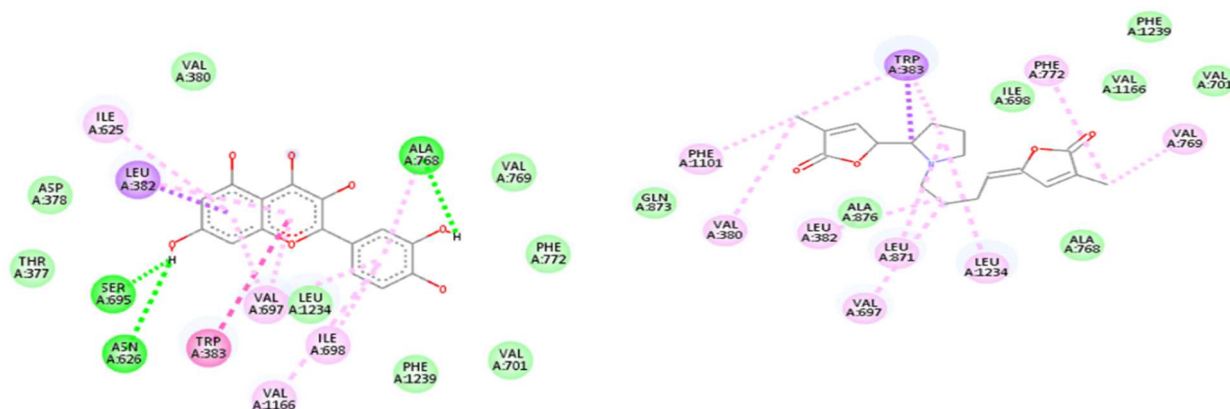 VAL
A:380
ILE
A:625
LEU
A:382
ASP
A:378
THR
A:377
SER
A:695
ASN
A:626
TRP
A:383
VAL
A:697
LEU
A:1234
ILE
A:698
VAL
A:1166
PHE
A:1239
VAL
A:701
PHE
A:772
VAL
A:769
ALA
A:768
O
H
H
TRP
A:383
PHE
A:1101
GLN
A:873
VAL
A:380
LEU
A:382
ALA
A:876
LEU
A:871
VAL
A:697
LEU
A:1234
ILE
A:698
PHE
A:772
PHE
A:1239
VAL
A:1166
VAL
A:701
VAL
A:769
ALA
A:768
O
O
N
O
O